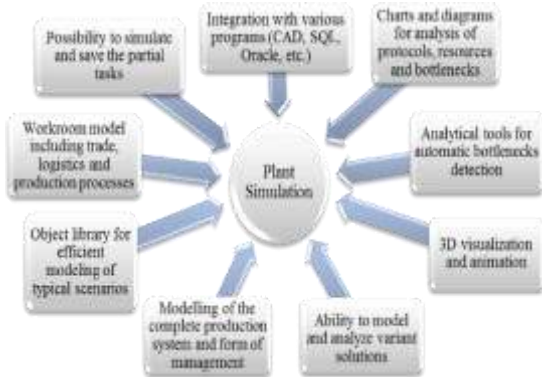 Possibility to simulate
and save the partial
tasks
Integration with various
programs (CAD, SQL,
Oracle, etc.)
Charts and diagrams
for analysis of
protocols, resources
and bottlenecks
Workroom model
including trade,
logistics and
production processes
Plant
Simulation
Analytical tools for
automatic bottlenecks
detection
Object library for
efficient modeling of
typical scenarios
3D visualization
and animation
Modelling of the
complete production
system and form of
management
Ability to model
and analyze variant
solutions